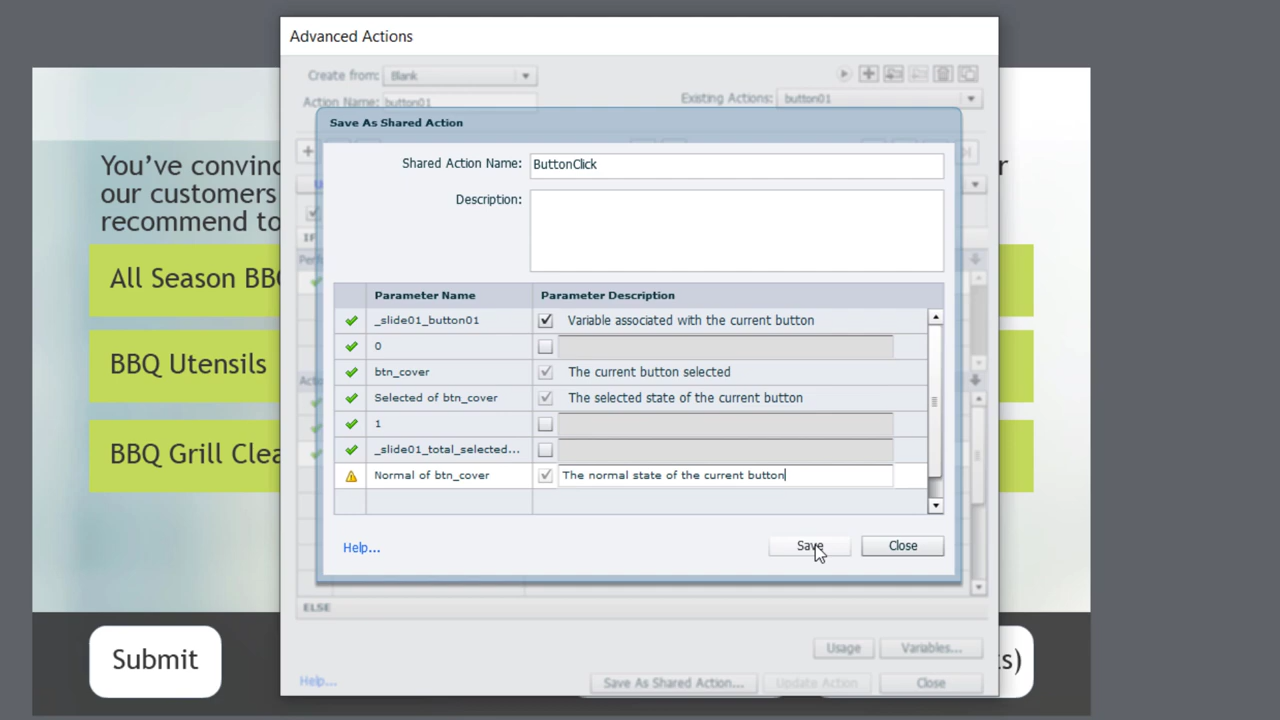 Advanced Actions
Create from: Blank
Action Name: button01
Existing Actions: button01
Save As Shared Action
Shared Action Name: ButtonClick
Description:
Parameter Name Parameter Description
_slide01_button01 Variable associated with the current button
0
btn_cover The current button selected
Selected of btn_cover The selected state of the current button
1
_slide01_total_selected...
Normal of btn_cover The normal state of the current button
Help... Save Close
IF
ELSE
Usage Variables...
Help... Save As Shared Action... Update Action Close
You've convinc
our customers
recommend to
All Season BBQ
BBQ Utensils
BBQ Grill Clea
Submit